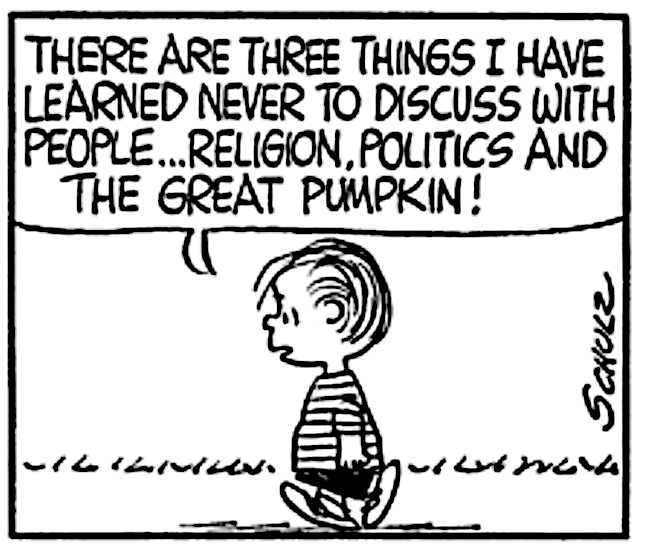 THERE ARE THREE THINGS I HAVE
LEARNED NEVER TO DISCUSS WITH
PEOPLE...RELIGION, POLITICS AND
THE GREAT PUMPKIN!
SCHULZ